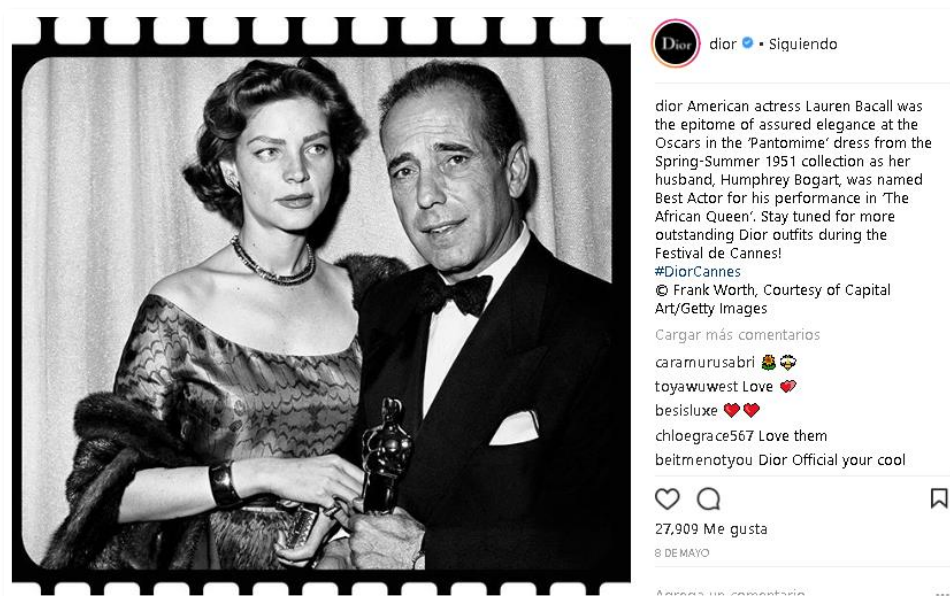 Dior
dior • Siguiendo
dior American actress Lauren Bacall was
the epitome of assured elegance at the
Oscars in the 'Pantomime' dress from the
Spring-Summer 1951 collection as her
husband, Humphrey Bogart, was named
Best Actor for his performance in 'The
African Queen'. Stay tuned for more
outstanding Dior outfits during the
Festival de Cannes!
#DiorCannes
© Frank Worth, Courtesy of Capital
Art/Getty Images
Cargar más comentarios
caramurusabri
toyawuwest Love
besisluxe
chloegrace567 Love them
beitmenotyou Dior Official your cool
27,909 Me gusta
8 DE MAYO
Agrega un comentario